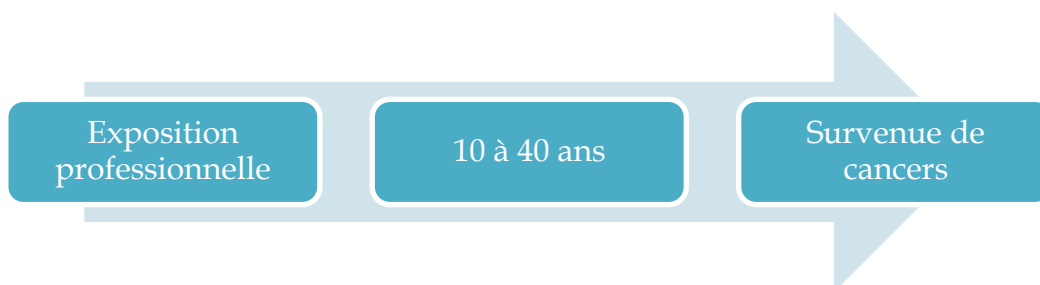 Exposition
professionnelle
10 à 40 ans
Survenue de
cancers